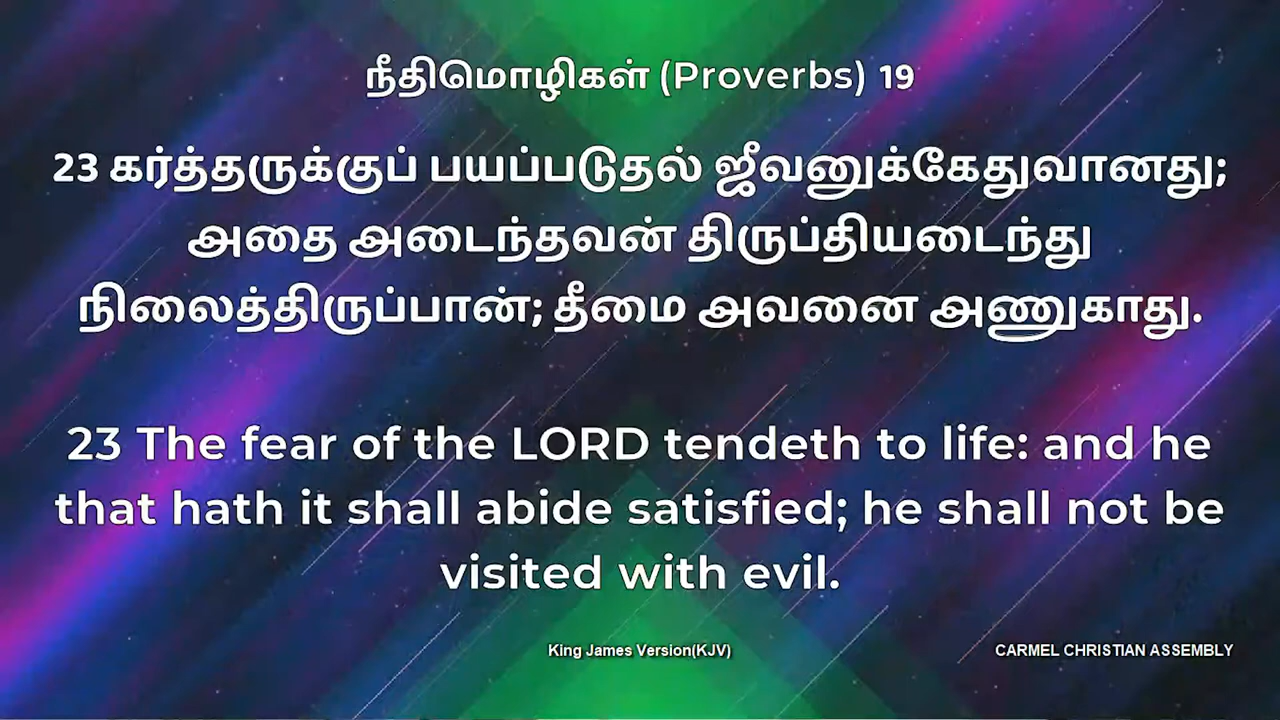 நீதிமொழிகள் (Proverbs) 19
23 கர்த்தருக்குப் பயப்படுதல் ஜீவனுக்கேதுவானது;
அதை அடைந்தவன் திருப்தியடைந்து
நிலைத்திருப்பான்; தீமை அவனை அணுகாது.
23 The fear of the LORD tendeth to life: and he
that hath it shall abide satisfied; he shall not be
visited with evil.
King James Version(KJV)
CARMEL CHRISTIAN ASSEMBLY